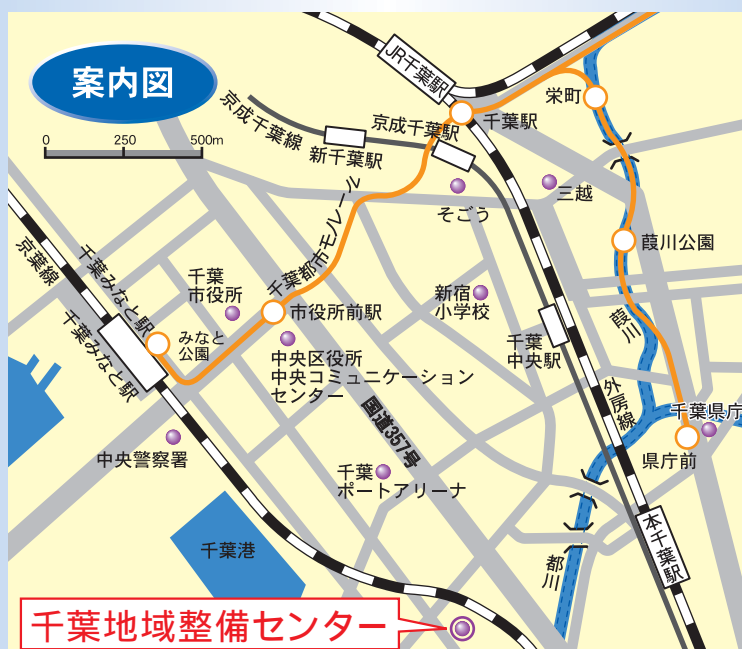 案内図
0 250 500m
JR千葉駅
栄町
京成千葉線
新千葉駅
京成千葉駅
千葉駅
そごう
三越
千葉都市モノレール
葭川公園
京葉線
千葉みなと駅
千葉みなと駅
千葉
市役所
みなと
公園
市役所前駅
新宿
小学校
中央区役所
中央コミュニケーション
センター
千葉
中央駅
葭川
外房線
千葉県庁
県庁前
国道357号
中央警察署
千葉
ポートアリーナ
千葉港
都川
本千葉駅
千葉地域整備センター